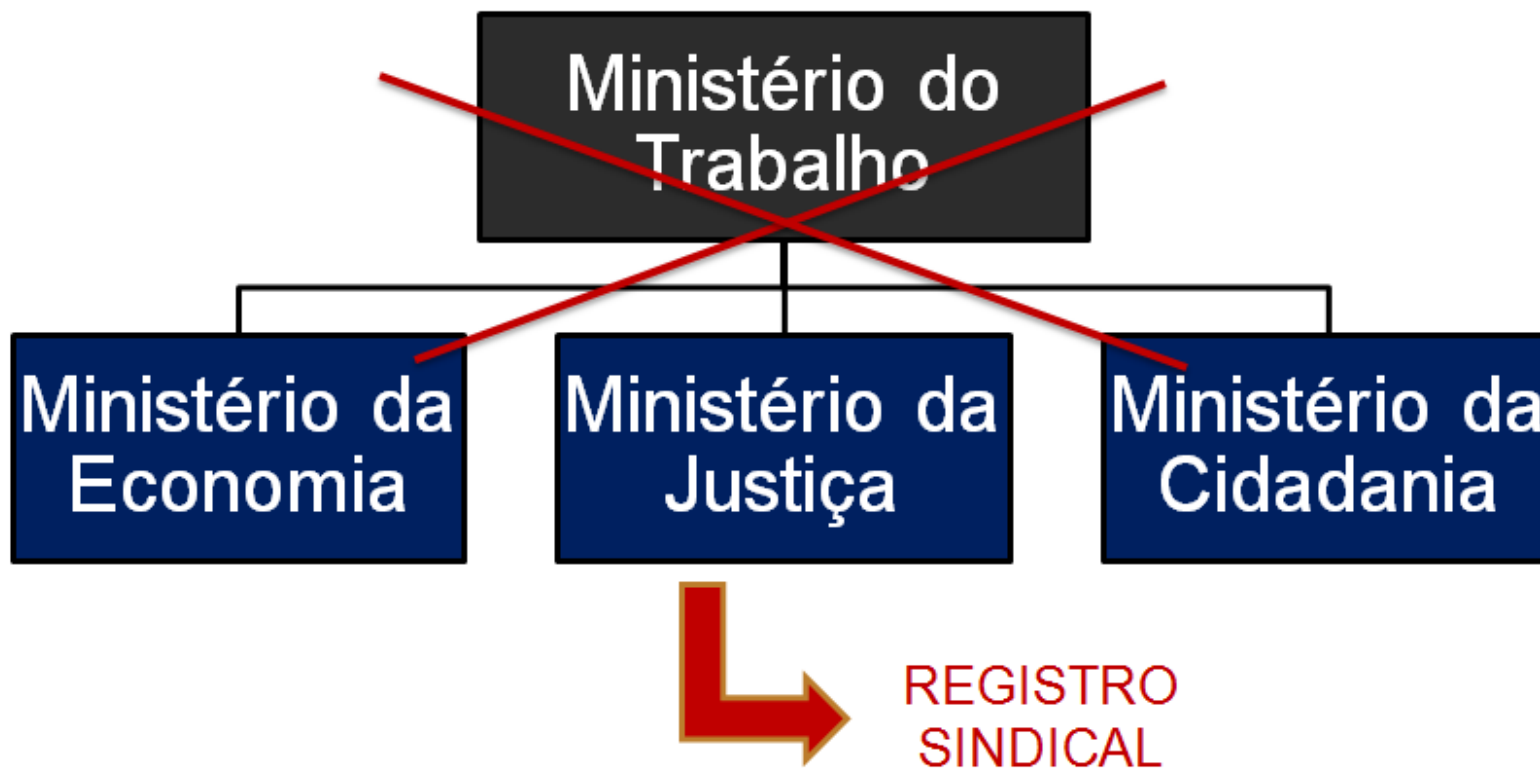 Ministério do
Trabalho
Ministério da
Economia
Ministério da
Justiça
Ministério da
Cidadania
REGISTRO
SINDICAL